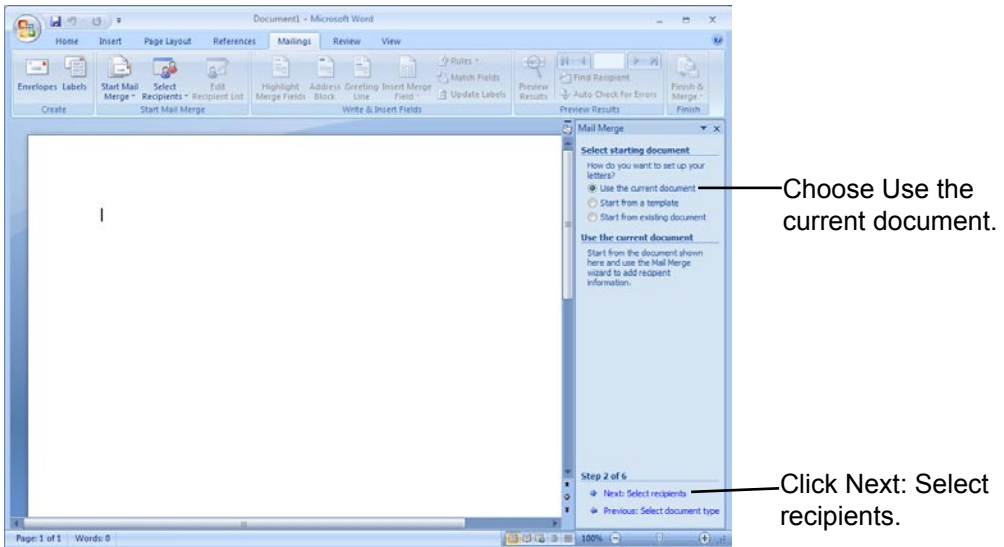 Document1 - Microsoft Word
Home Insert Page Layout References Mailings Review View
Envelopes Labels
Create
Start Mail Merge
Select Recipients
Edit Recipient List
Start Mail Merge
Highlight Merge Fields
Address Block
Greeting Line
Insert Merge Field
Rules
Match Fields
Update Labels
Write & Insert Fields
Preview Results
Find Recipient
Auto Check for Errors
Preview Results
Finish & Merge
Finish
Mail Merge
Select starting document
How do you want to set up your
letters?
Use the current document
Start from a template
Start from existing document
Use the current document
Start from the document shown
here and use the Mail Merge
wizard to add recipient
information.
Step 2 of 6
Next: Select recipients
Previous: Select document type
Page: 1 of 1 Words: 0
100%
Choose Use the
current document.
Click Next: Select
recipients.